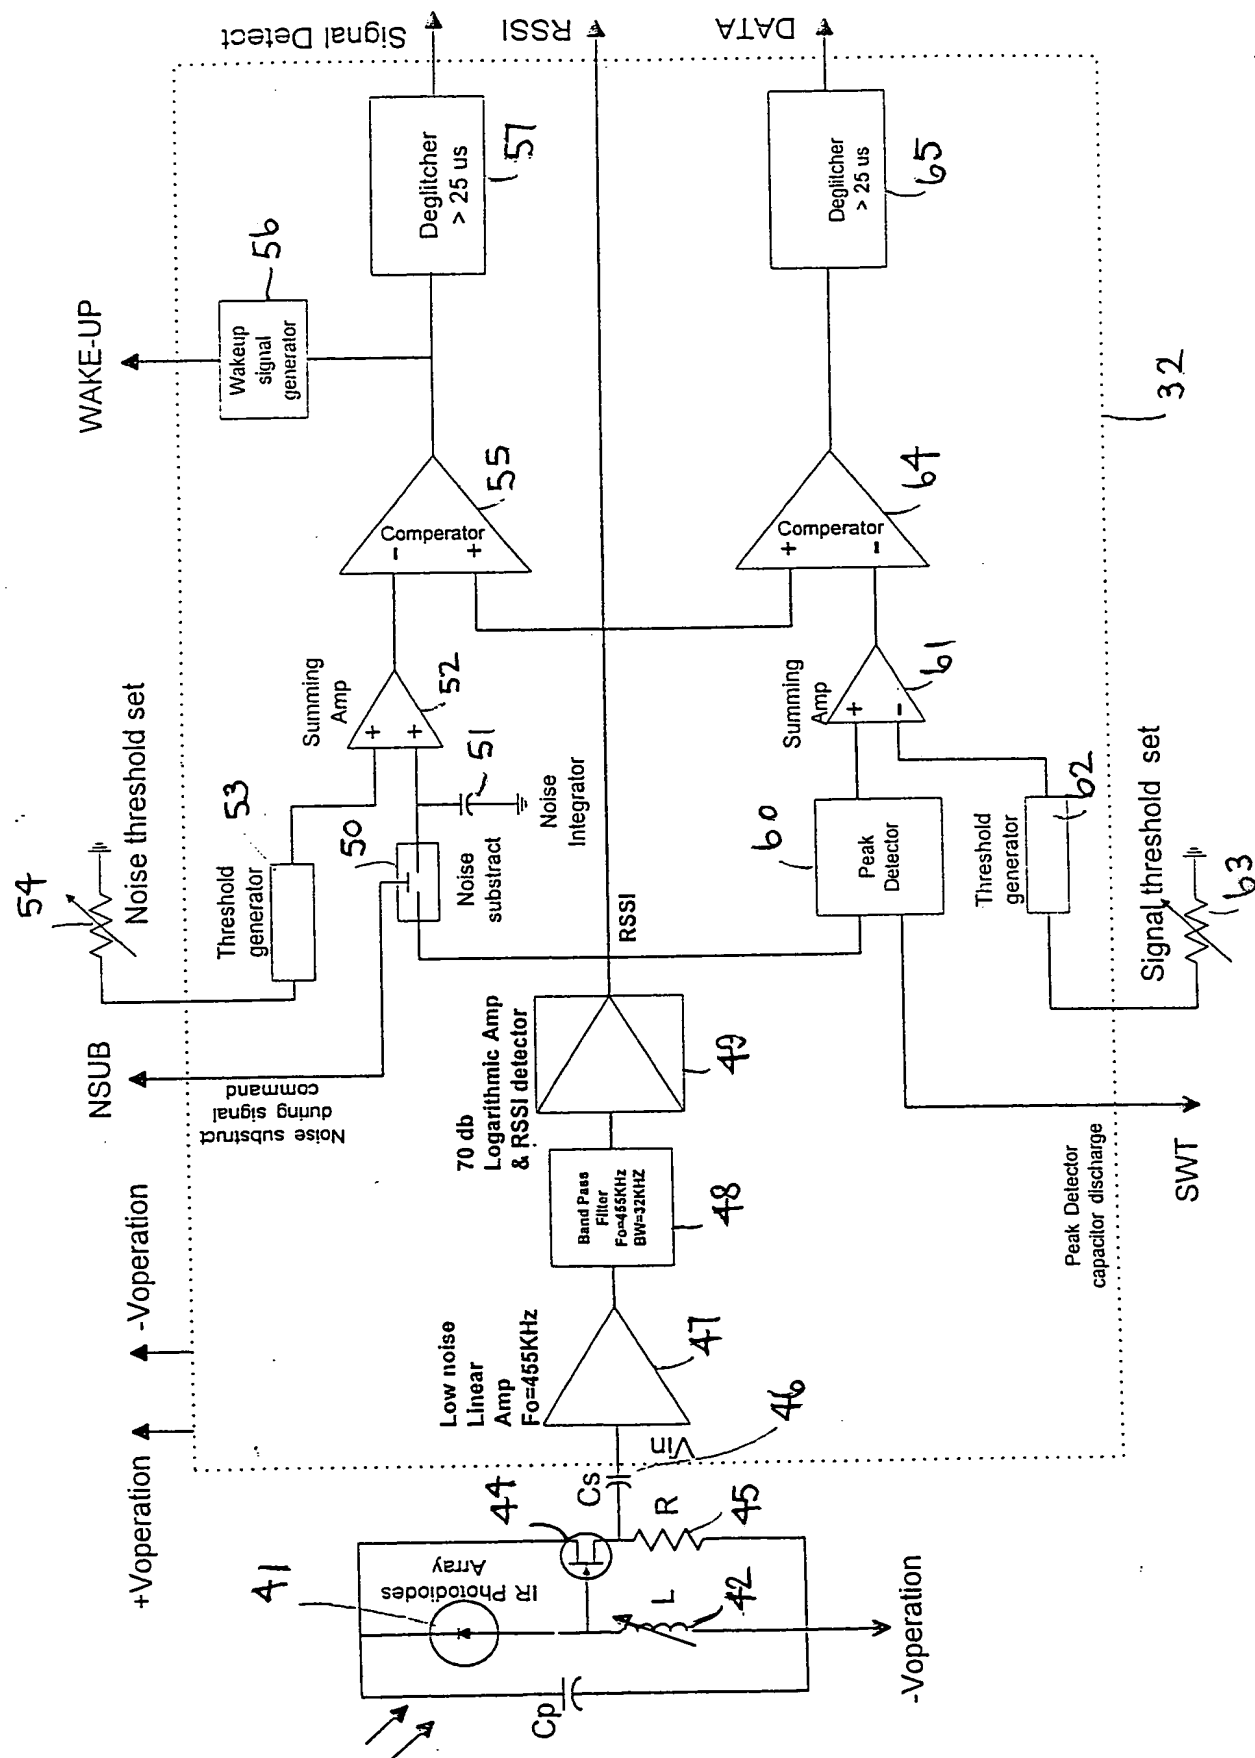 Signal Detect
RSSI
DATA
57
Deglitcher
> 25 us
65
Deglitcher
> 25 us
WAKE-UP
56
Wakeup
signal
generator
32
55
Comperator
-
+
64
Comperator
+
-
Noise threshold set
54
53
Threshold
generator
50
Noise
substract
51
Noise
Integrator
Summing
Amp
52
+
+
Summing
Amp
61
+
-
60
Peak
Detector
62
Threshold
generator
Signal threshold set
63
RSSI
NSUB
Noise substruct
during signal
command
70 db
Logarithmic Amp
& RSSI detector
49
Band Pass
Filter
Fo=455KHz
BW=32KHZ
48
Peak Detector
capacitor discharge
SWT
-Voperation
+Voperation
Low noise
Linear
Amp
Fo=455KHz
47
46
Vin
Cs
44
R
45
41
IR Photodiodes
Array
L
42
Cp
-Voperation